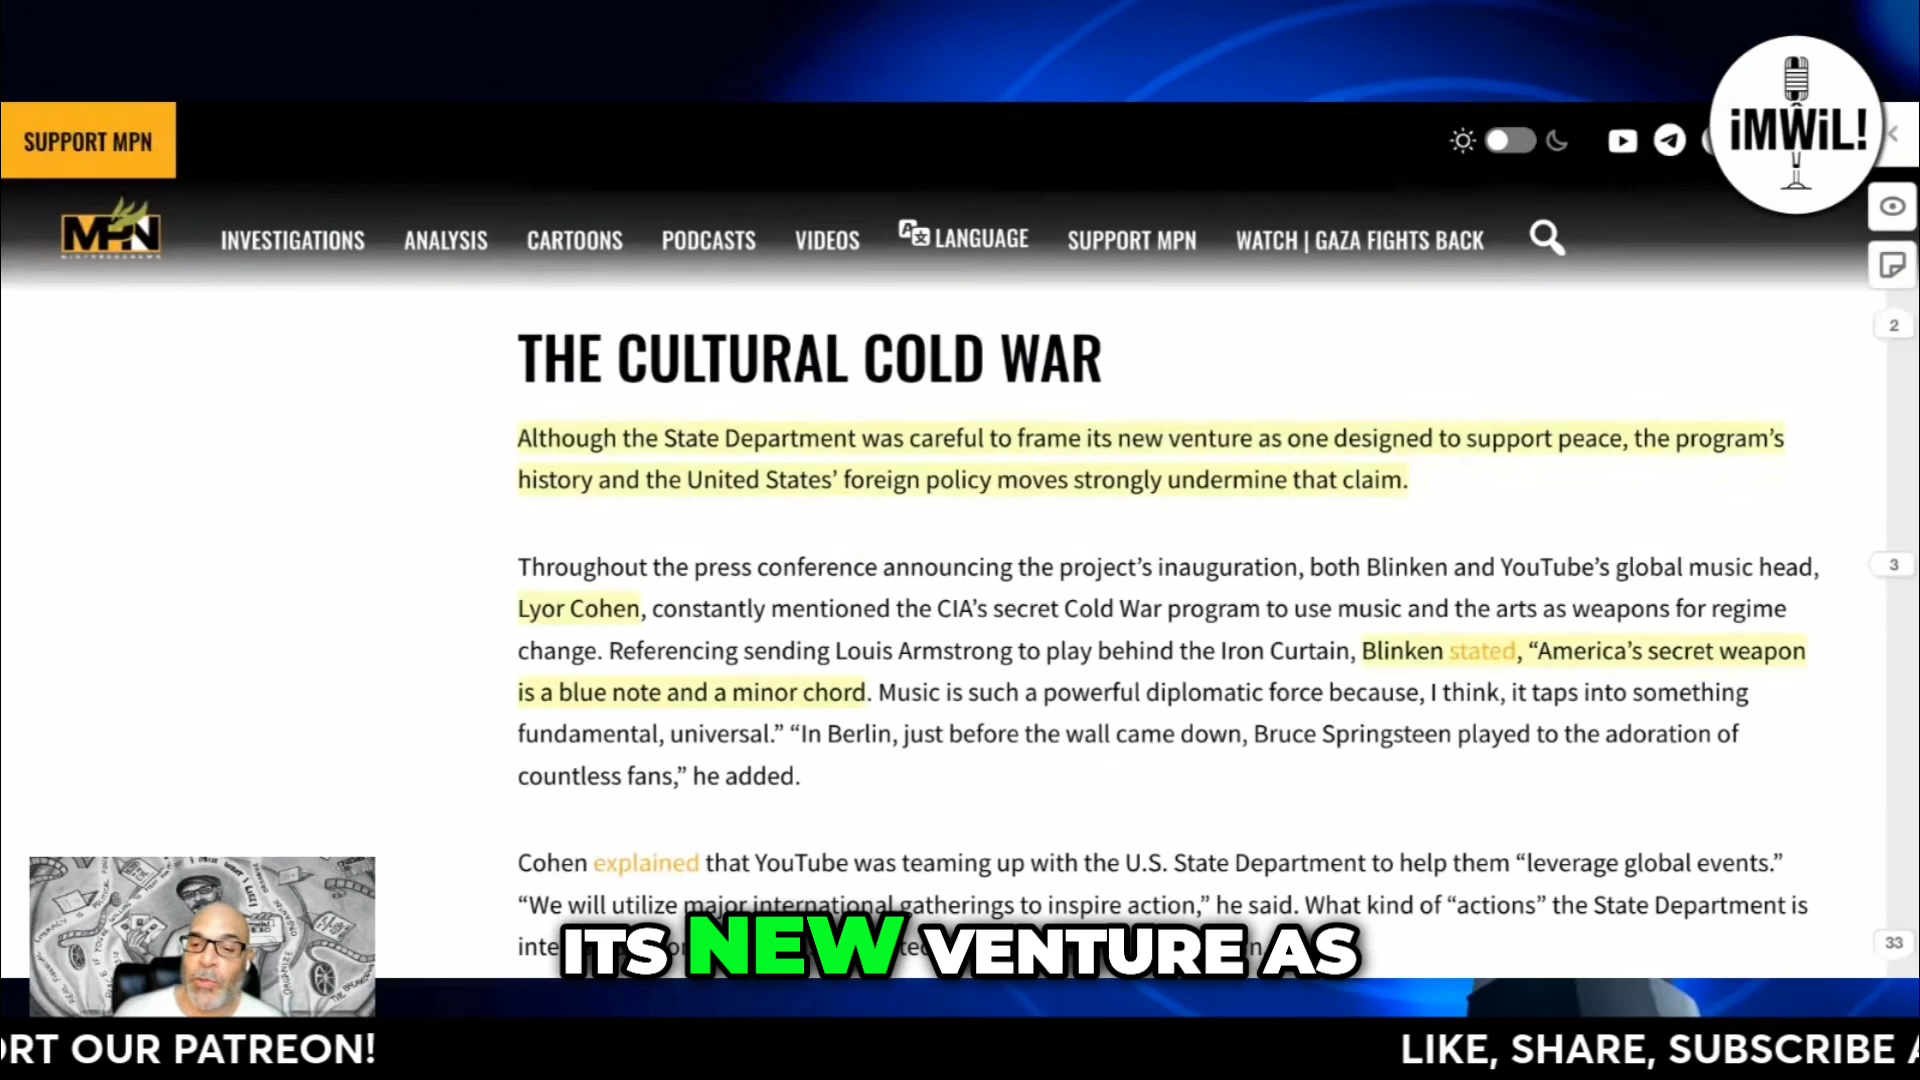 SUPPORT MPN
iMWiL!
MPN
INVESTIGATIONS
ANALYSIS
CARTOONS
PODCASTS
VIDEOS
LANGUAGE
SUPPORT MPN
WATCH | GAZA FIGHTS BACK
2
THE CULTURAL COLD WAR
Although the State Department was careful to frame its new venture as one designed to support peace, the program’s
history and the United States’ foreign policy moves strongly undermine that claim.
Throughout the press conference announcing the project’s inauguration, both Blinken and YouTube’s global music head,
3
Lyor Cohen, constantly mentioned the CIA’s secret Cold War program to use music and the arts as weapons for regime
change. Referencing sending Louis Armstrong to play behind the Iron Curtain, Blinken stated, “America’s secret weapon
is a blue note and a minor chord. Music is such a powerful diplomatic force because, I think, it taps into something
fundamental, universal.” “In Berlin, just before the wall came down, Bruce Springsteen played to the adoration of
countless fans,” he added.
Cohen explained that YouTube was teaming up with the U.S. State Department to help them “leverage global events.”
“We will utilize major international gatherings to inspire action,” he said. What kind of “actions” the State Department is
33
ITS NEW VENTURE AS
ORGANIZE
ORT OUR PATREON!
LIKE, SHARE, SUBSCRIBE A